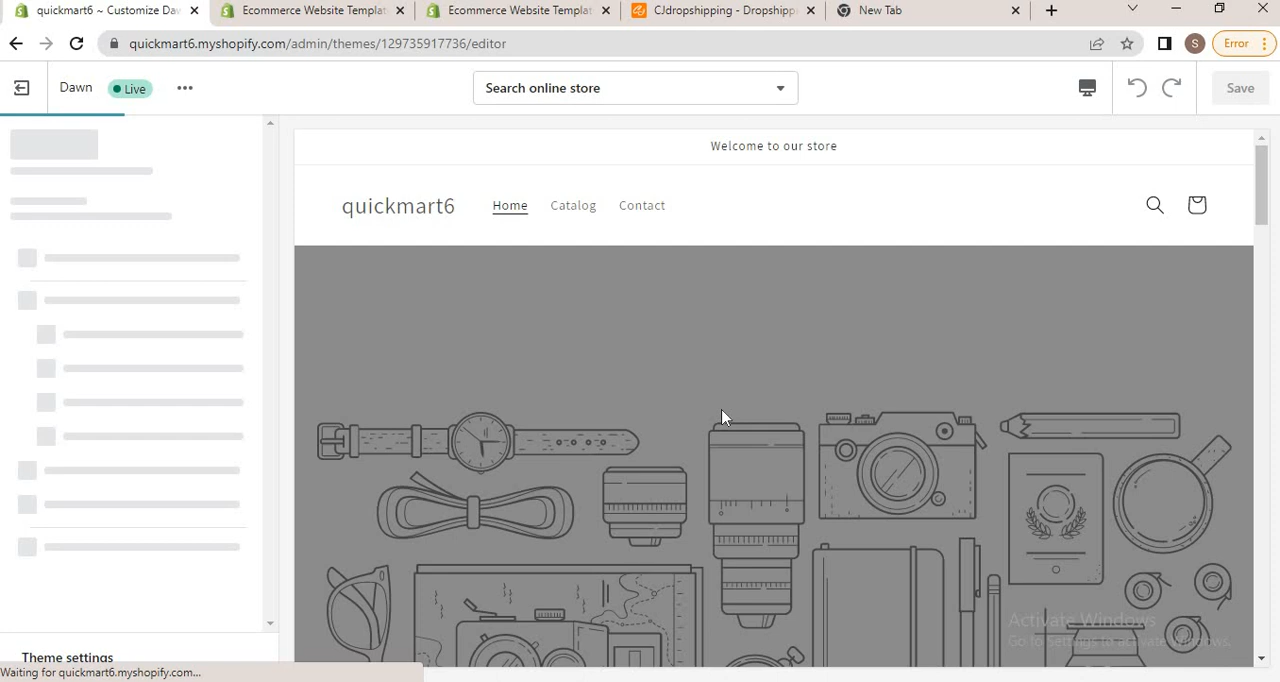 quickmart6 ~ Customize Daw
Ecommerce Website Templat
Ecommerce Website Templat
CJdropshipping - Dropshipp
New Tab
quickmart6.myshopify.com/admin/themes/129735917736/editor
S
Error
Dawn
Live
Search online store
Save
Welcome to our store
quickmart6
Home
Catalog
Contact
Activate Windows
Go to Settings to activate Windows.
Theme settings
Waiting for quickmart6.myshopify.com...